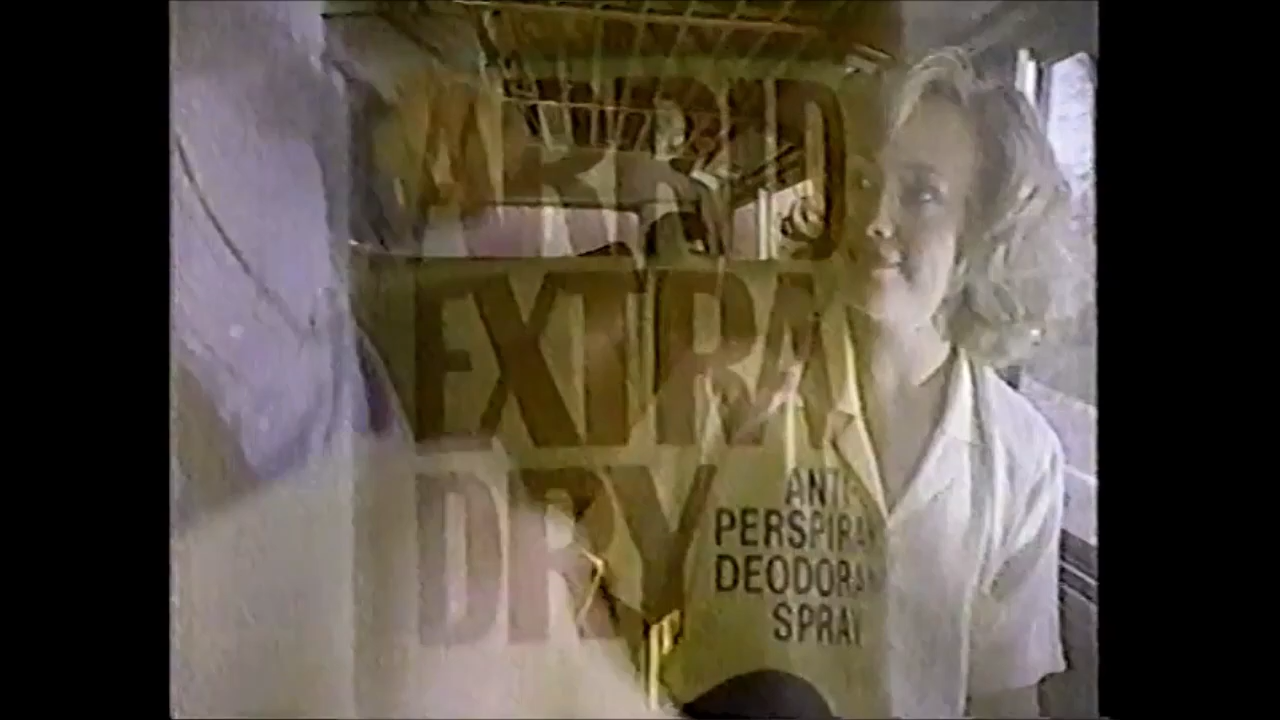 ARRID
EXTRA
DRY
ANTI-
PERSPIRAN
DEODORAN
SPRAY